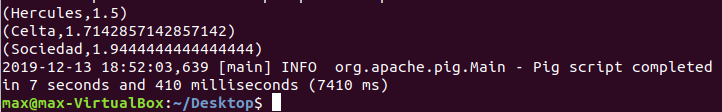 (Hercules,1.5)
(Celta,1.7142857142857142)
(Sociedad,1.9444444444444444)
2019-12-13 18:52:03,639 [main] INFO  org.apache.pig.Main - Pig script completed
in 7 seconds and 410 milliseconds (7410 ms)
max@max-VirtualBox:~/Desktop$